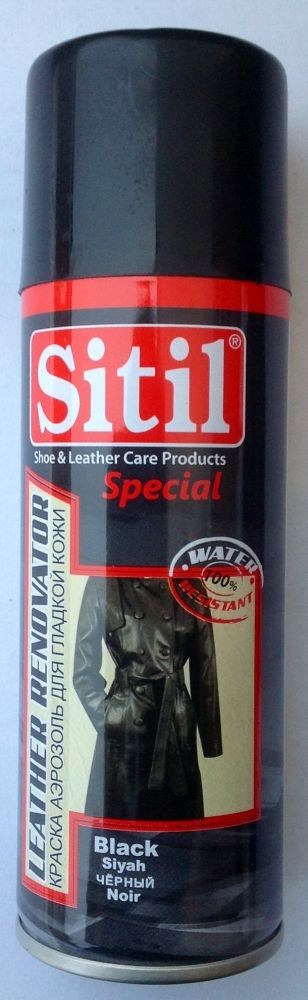 Sitil®
Shoe & Leather Care Products
Special
WATER
100%
RESISTANT
LEATHER RENOVATOR
КРАСКА АЭРОЗОЛЬ ДЛЯ ГЛАДКОЙ КОЖИ
Black
Siyah
ЧЁРНЫЙ
Noir